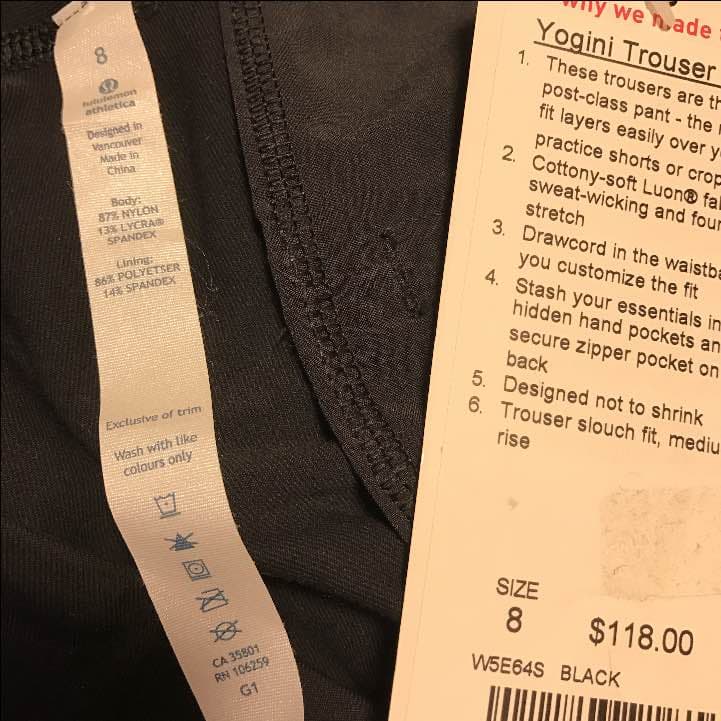 8
lululemon
athletica
Designed in
Vancouver
Made in
China
Body:
87% NYLON
13% LYCRA®
SPANDEX
Lining:
86% POLYETSER
14% SPANDEX
Exclusive of trim
Wash with like
colours only
CA 35801
RN 106259
G1
why we made
Yogini Trouser
1. These trousers are th
post-class pant - the
fit layers easily over y
practice shorts or crop
2. Cottony-soft Luon® fa
sweat-wicking and four
stretch
3. Drawcord in the waistba
you customize the fit
4. Stash your essentials in
hidden hand pockets an
secure zipper pocket on
back
5. Designed not to shrink
6. Trouser slouch fit, mediu
rise
SIZE
8
$118.00
W5E64S BLACK